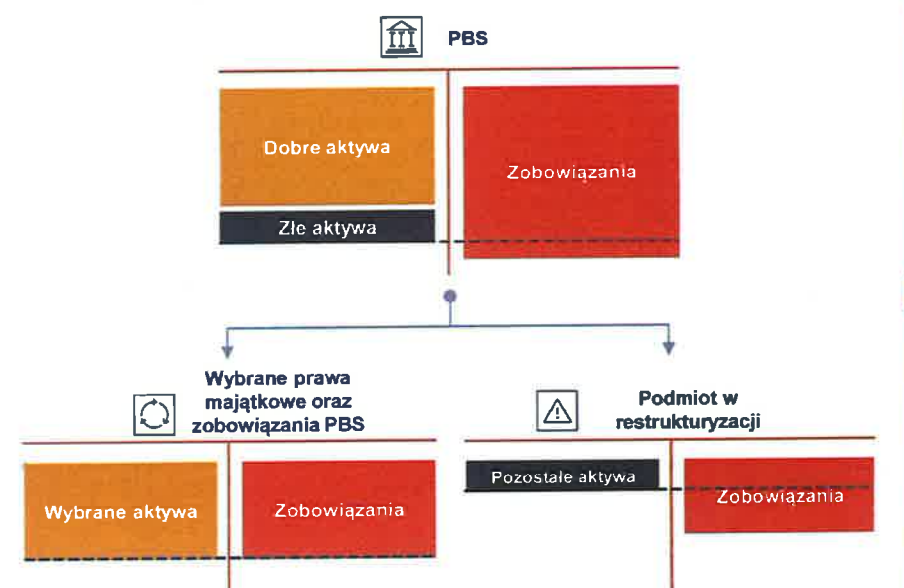 PBS
Dobre aktywa
Złe aktywa
Zobowiązania
Wybrane prawa
majątkowe oraz
zobowiązania PBS
Podmiot w
restrukturyzacji
Wybrane aktywa
Zobowiązania
Pozostałe aktywa
Zobowiązania